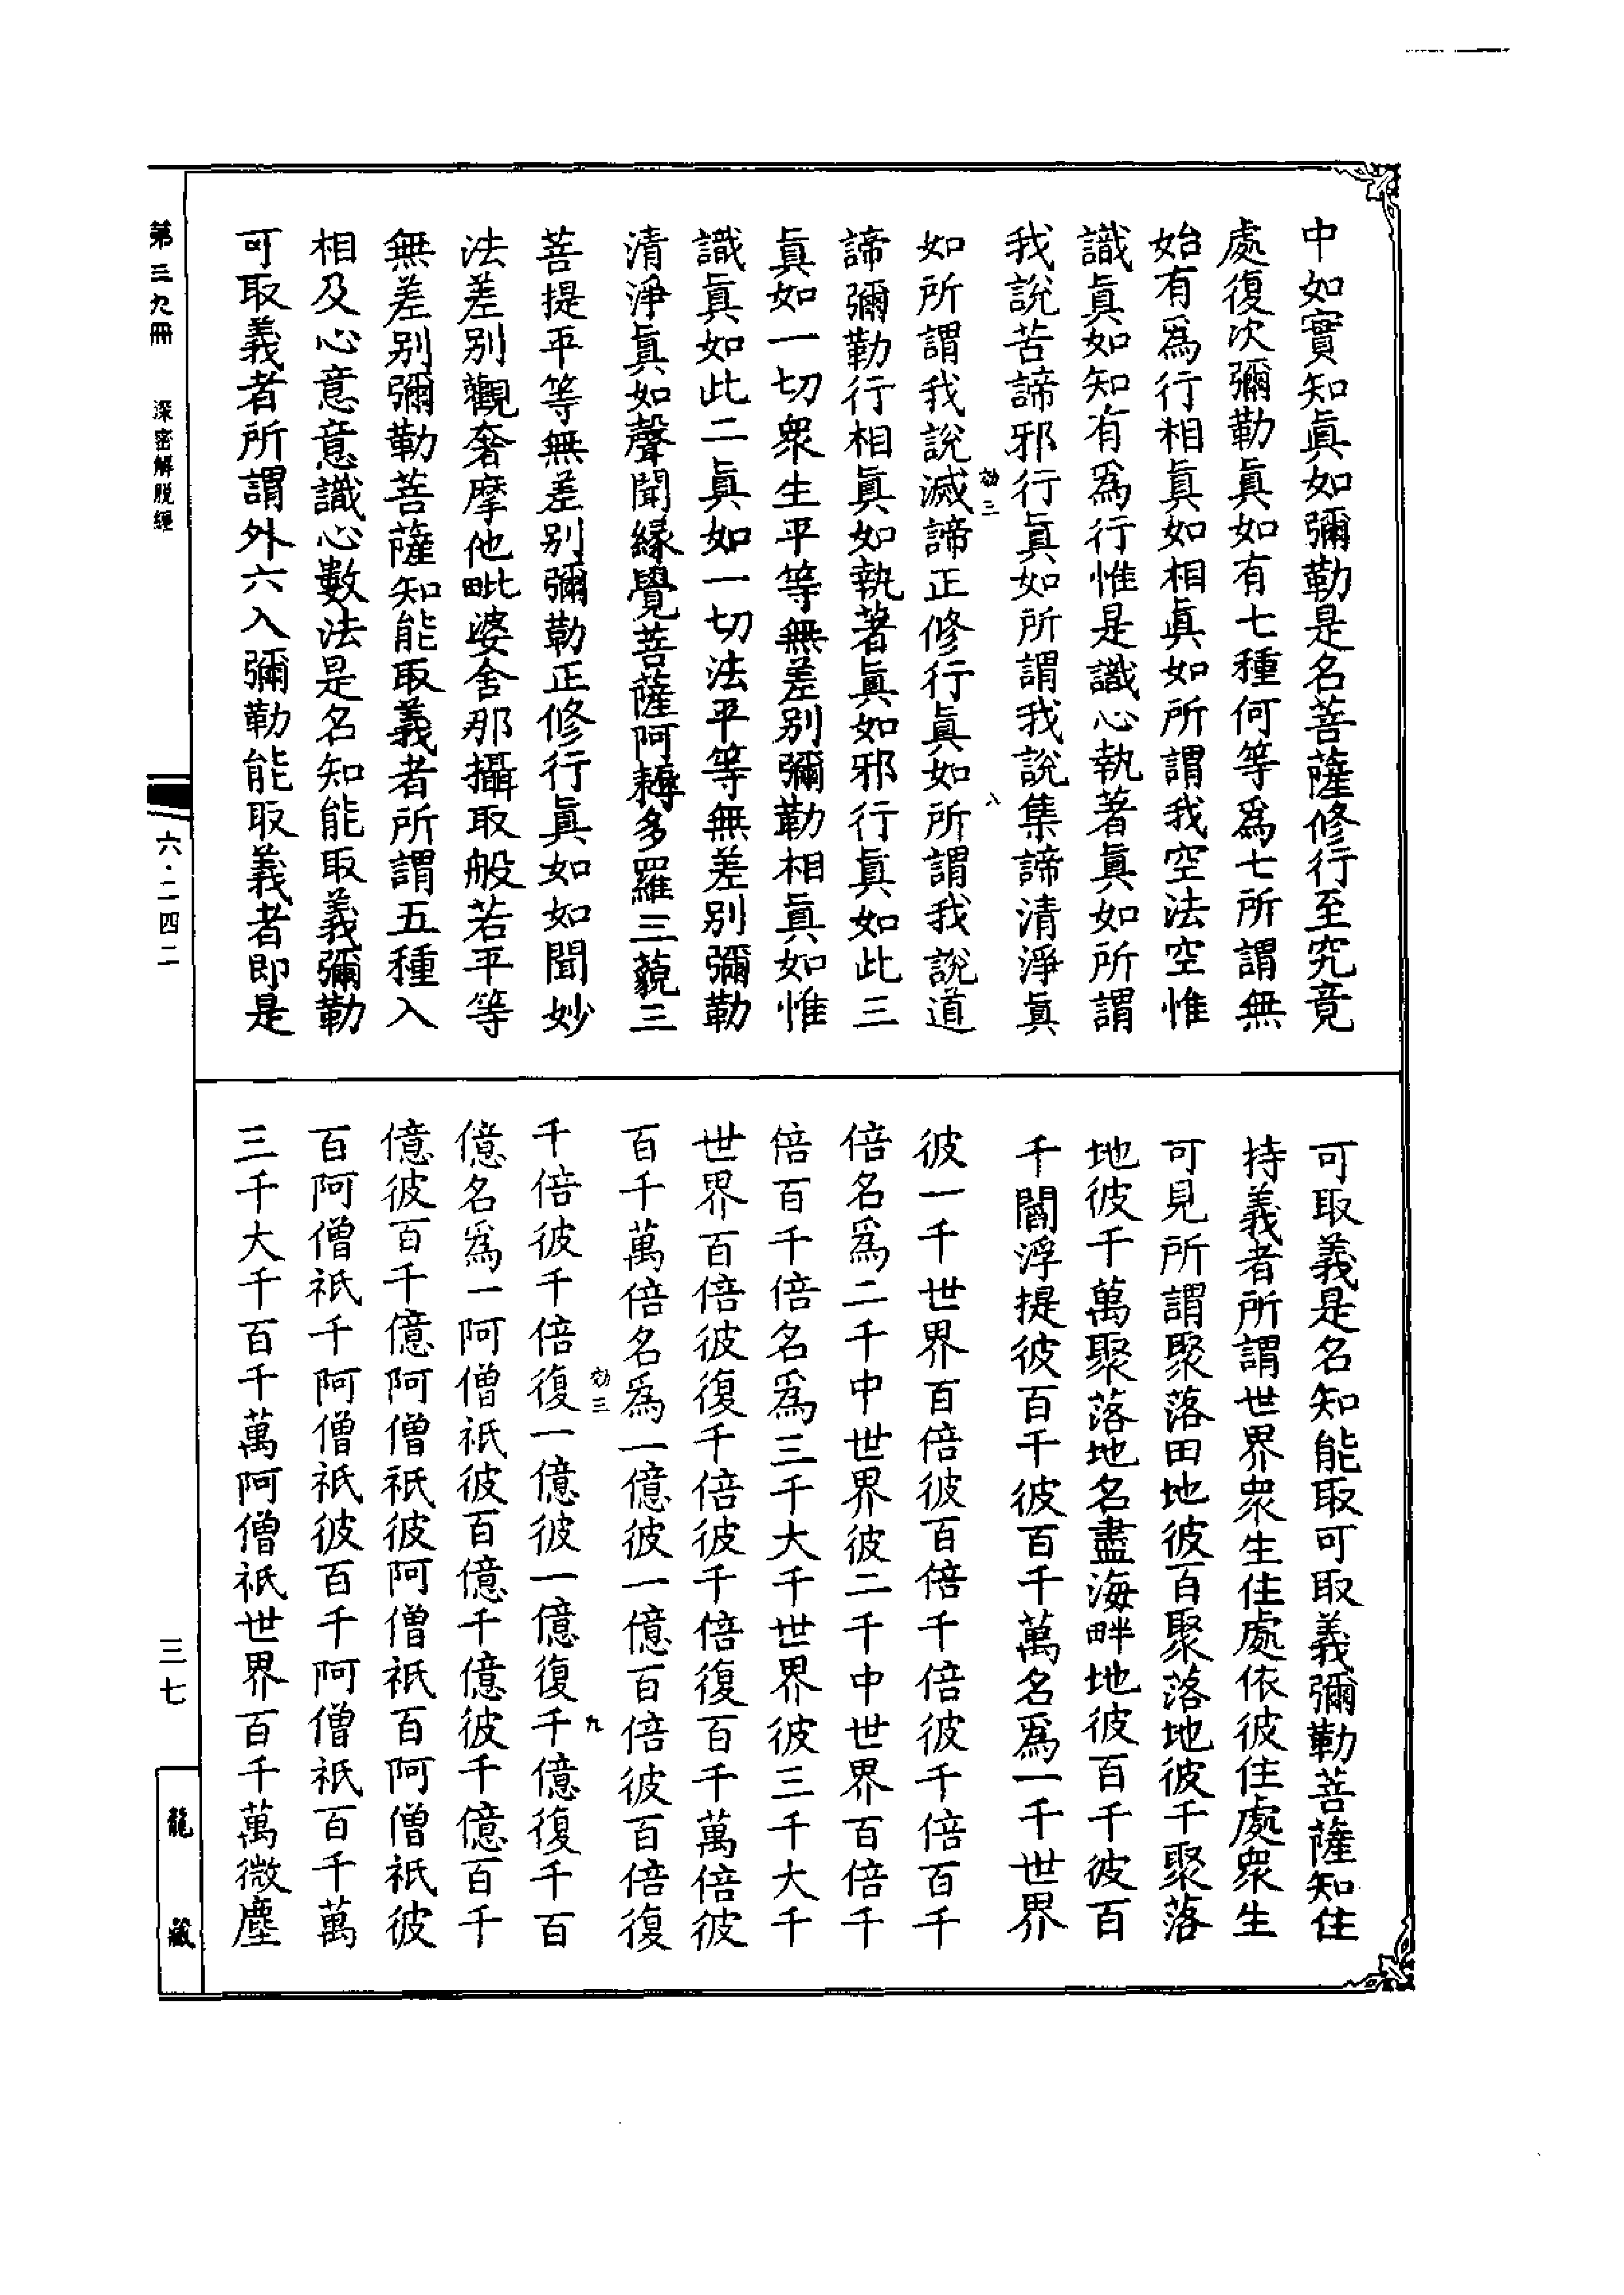 中如實知眞如彌勒是名菩薩修行至究竟
處復次彌勒眞如有七種何等爲七所謂無
始有爲行相眞如相眞如所謂我空法空惟
識眞如知有爲行惟是識心執著眞如所謂
我說苦諦邪行眞如所謂我說集諦清淨眞
効三
八
如所謂我說滅諦正修行眞如所謂我說道
諦彌勒行相眞如執著眞如邪行眞如此三
眞如一切衆生平等無差別彌勒相眞如惟
識眞如此二眞如一切法平等無差別彌勒
清淨眞如聲聞緣覺菩薩阿耨多羅三藐三
菩提平等無差別彌勒正修行眞如如聞妙
法差別觀奢摩他毗婆舍那攝取般若平等
無差別彌勒菩薩知能取義者所謂五種入
相及心意意識心數法是名知能取義彌勒
可取義者所謂外六入彌勒能取義者即是
可取義是名知能取可取義彌勒菩薩知住
持義者所謂世界衆生住處依彼住處衆生
可見所謂聚落田地彼百聚落地彼千聚落
地彼千萬聚落地名盡海畔地彼百千彼百
千閻浮提彼百千彼百千萬名爲一千世界
彼一千世界百倍彼百倍千倍彼千倍百千
倍名爲二千中世界彼二千中世界百倍千
倍百千倍名爲三千大千世界彼三千大千
世界百倍彼復千倍彼千倍復百千萬倍彼
百千萬倍名爲一億彼一億百倍彼百倍復
効三
九
千倍彼千倍復一億彼一億復千億復千百
億名爲一阿僧祇彼百億千億彼千億百千
億彼百千億阿僧祇彼阿僧祇百阿僧祇彼
百阿僧祇千阿僧祇彼百千阿僧祇百千萬
三千大千百千萬阿僧祇世界百千萬微塵
第三九冊　深密解脱經
六·二四二
三七
龍藏